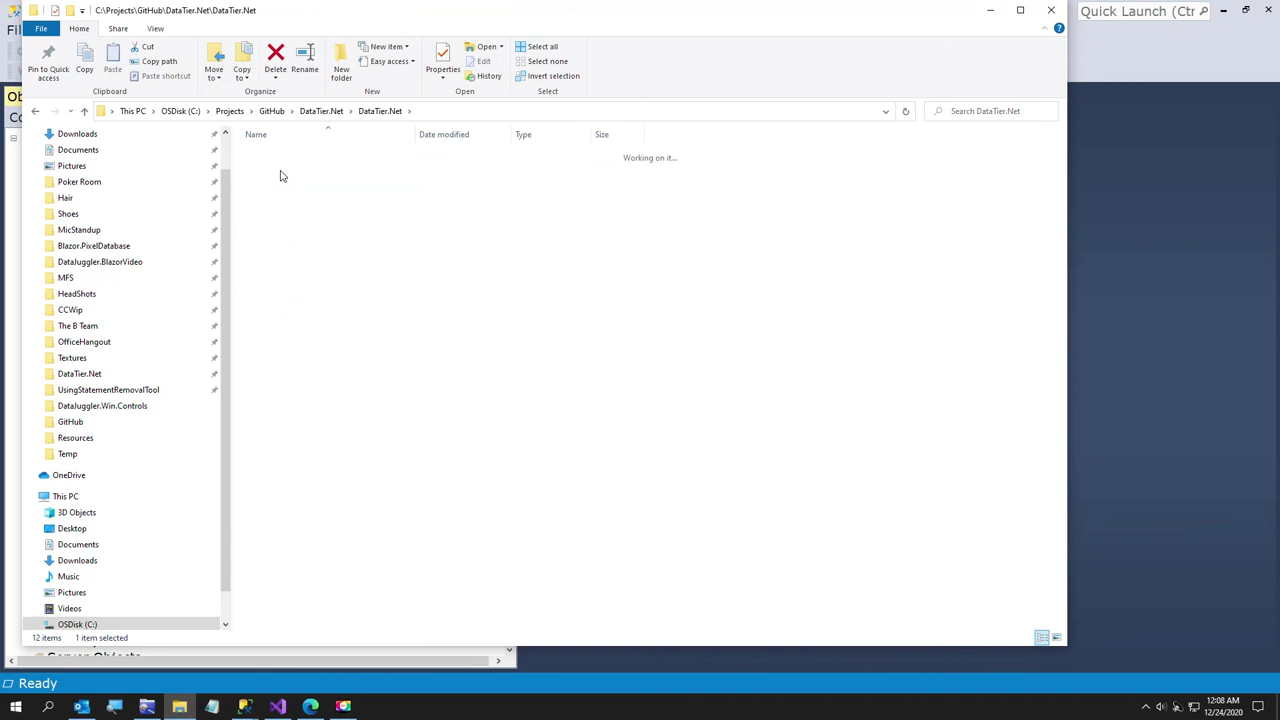 C:\Projects\GitHub\DataTier.Net\DataTier.Net
Quick Launch (Ctr
File Home Share View
Pin to Quick access
Copy
Paste
Cut
Copy path
Paste shortcut
Clipboard
Move to
Copy to
Delete
Rename
Organize
New folder
New item
Easy access
New
Properties
Open
Edit
History
Open
Select all
Select none
Invert selection
Select
This PC > OSDisk (C:) > Projects > GitHub > DataTier.Net > DataTier.Net >
Search DataTier.Net
Name Date modified Type Size
Working on it...
Downloads
Documents
Pictures
Poker Room
Hair
Shoes
MicStandup
Blazor.PixelDatabase
DataJuggler.BlazorVideo
MFS
HeadShots
CCWip
The B Team
OfficeHangout
Textures
DataTier.Net
UsingStatementRemovalTool
DataJuggler.Win.Controls
GitHub
Resources
Temp
OneDrive
This PC
3D Objects
Desktop
Documents
Downloads
Music
Pictures
Videos
OSDisk (C:)
12 items 1 item selected
Server Objects
Ready
12:08 AM
12/24/2020